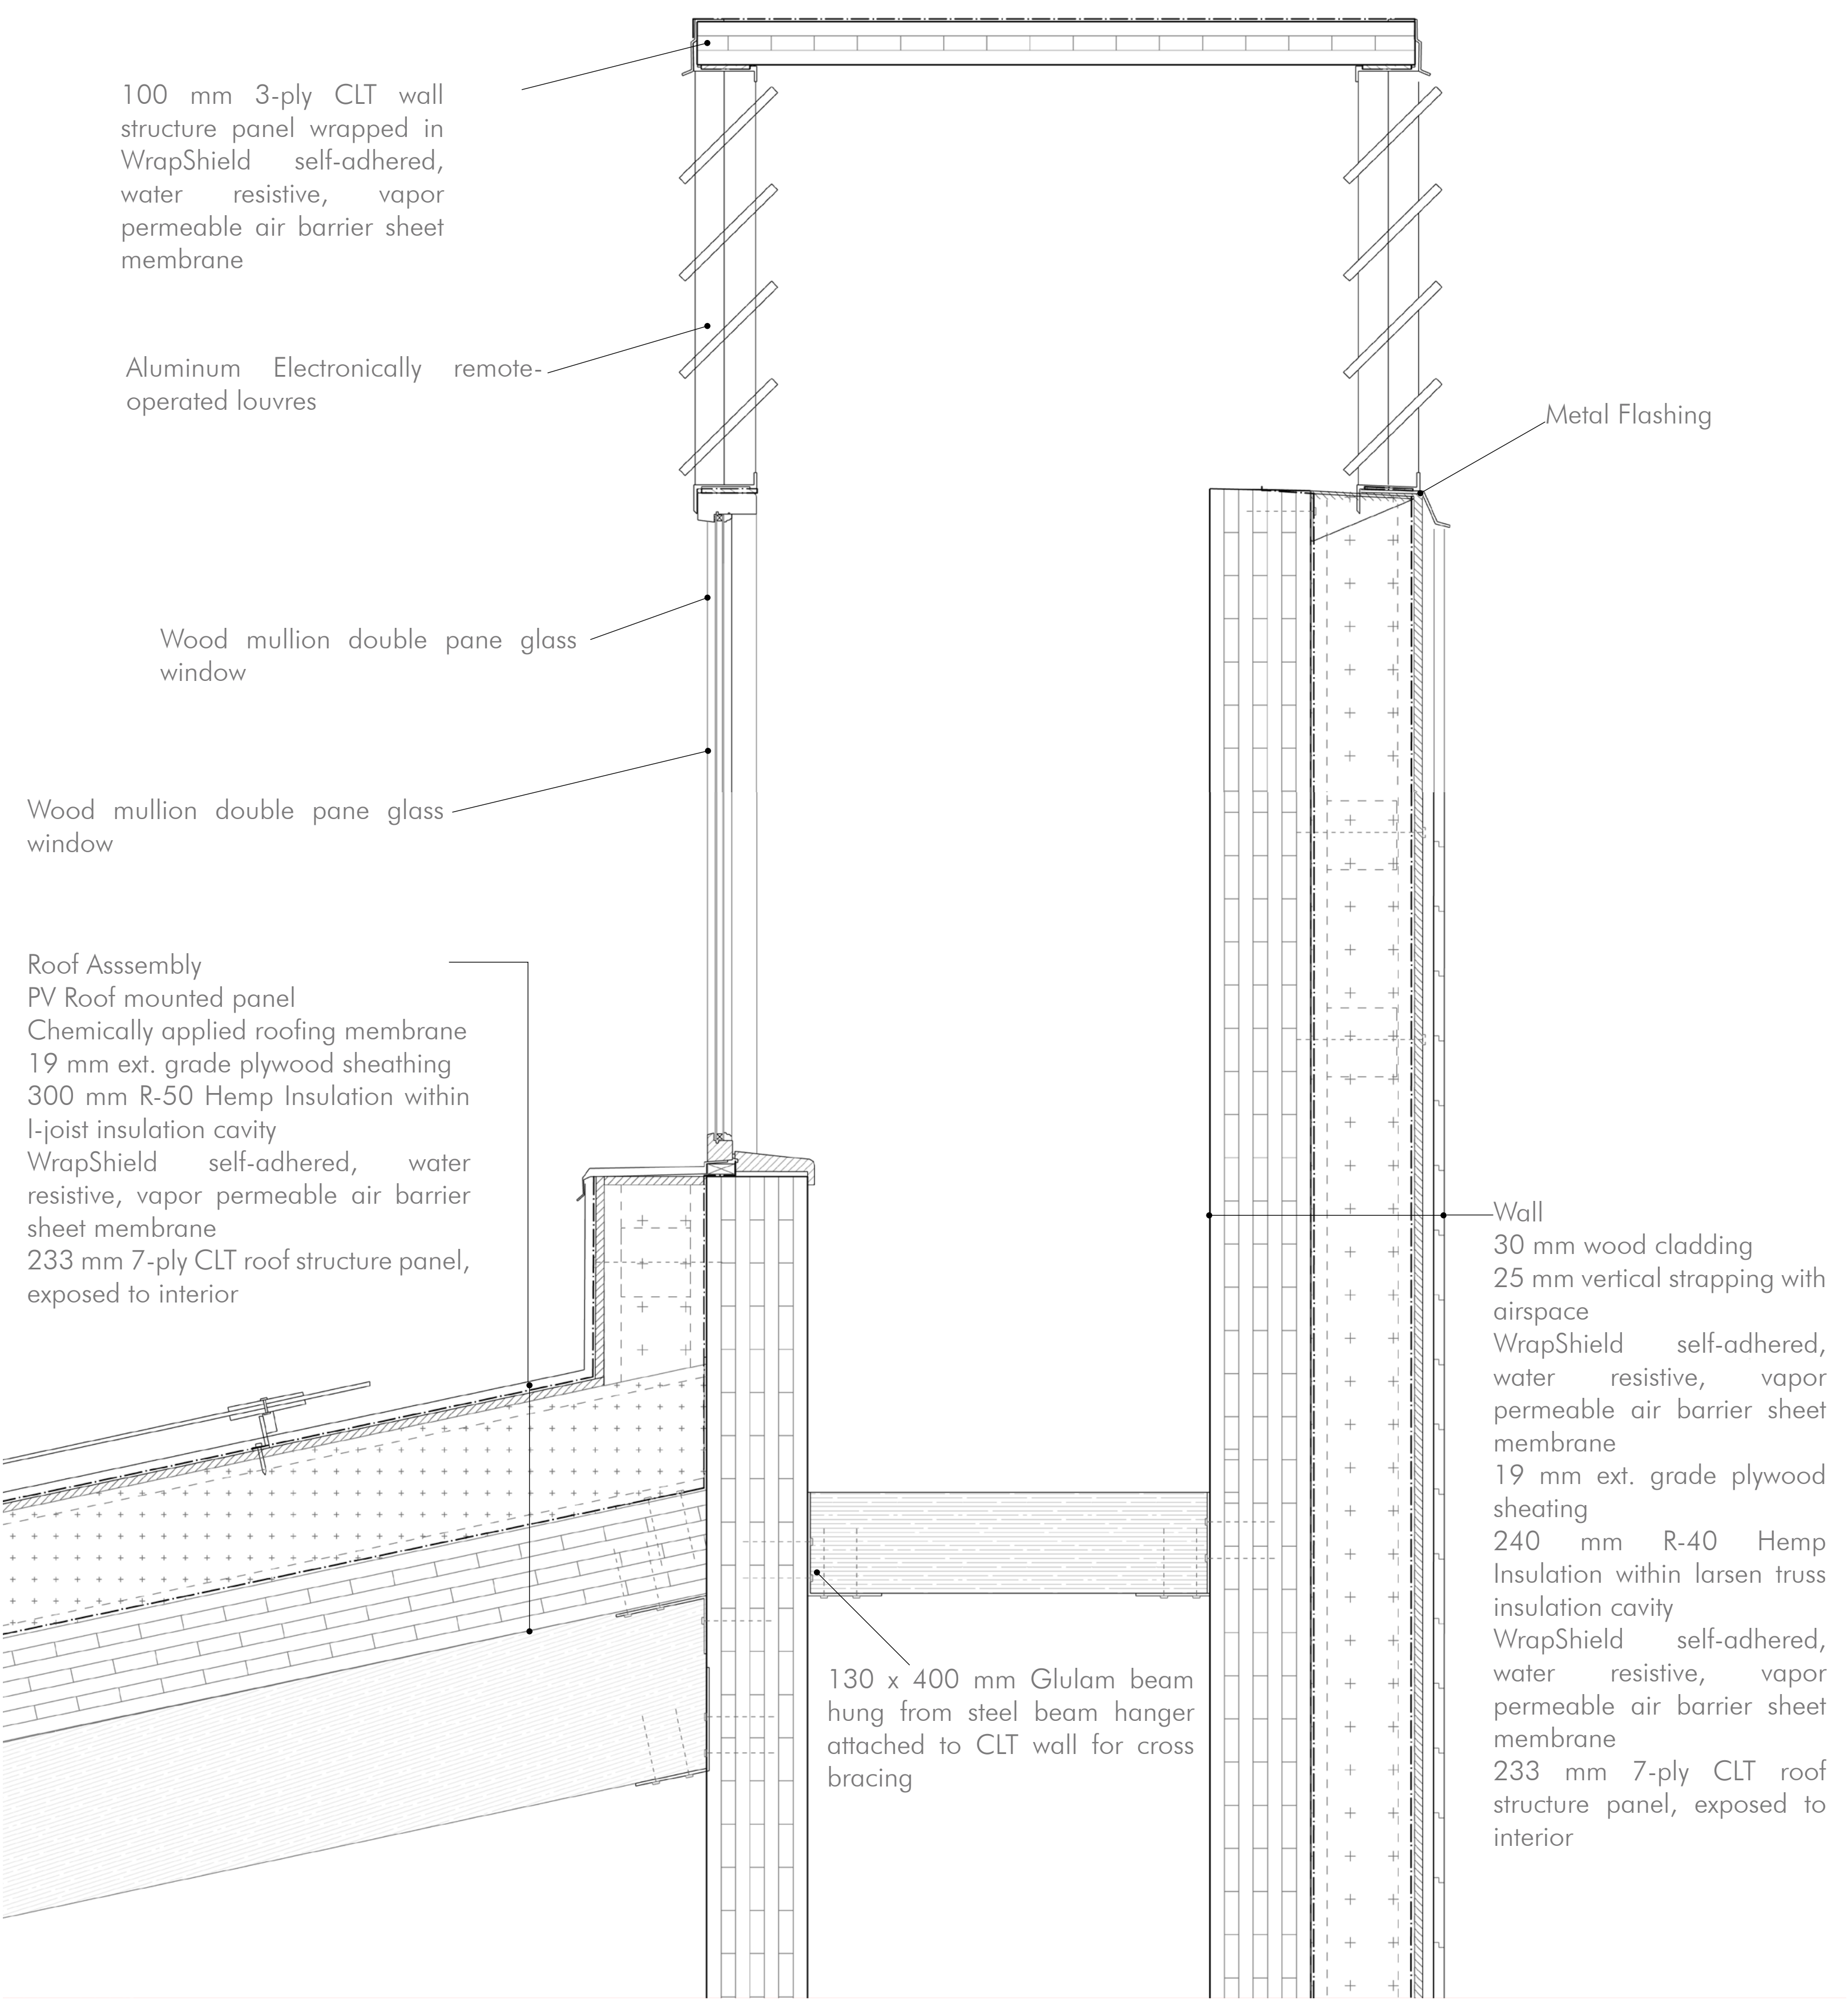 100 mm 3-ply CLT wall
structure panel wrapped in
WrapShield self-adhered,
water resistive, vapor
permeable air barrier sheet
membrane
Aluminum Electronically remote-
operated louvres
Metal Flashing
Wood mullion double pane glass
window
Wood mullion double pane glass
window
Roof Asssembly
PV Roof mounted panel
Chemically applied roofing membrane
19 mm ext. grade plywood sheathing
300 mm R-50 Hemp Insulation within
I-joist insulation cavity
WrapShield self-adhered, water
resistive, vapor permeable air barrier
sheet membrane
233 mm 7-ply CLT roof structure panel,
exposed to interior
Wall
30 mm wood cladding
25 mm vertical strapping with
airspace
WrapShield self-adhered,
water resistive, vapor
permeable air barrier sheet
membrane
19 mm ext. grade plywood
sheating
240 mm R-40 Hemp
Insulation within larsen truss
insulation cavity
WrapShield self-adhered,
water resistive, vapor
permeable air barrier sheet
membrane
233 mm 7-ply CLT roof
structure panel, exposed to
interior
130 x 400 mm Glulam beam
hung from steel beam hanger
attached to CLT wall for cross
bracing